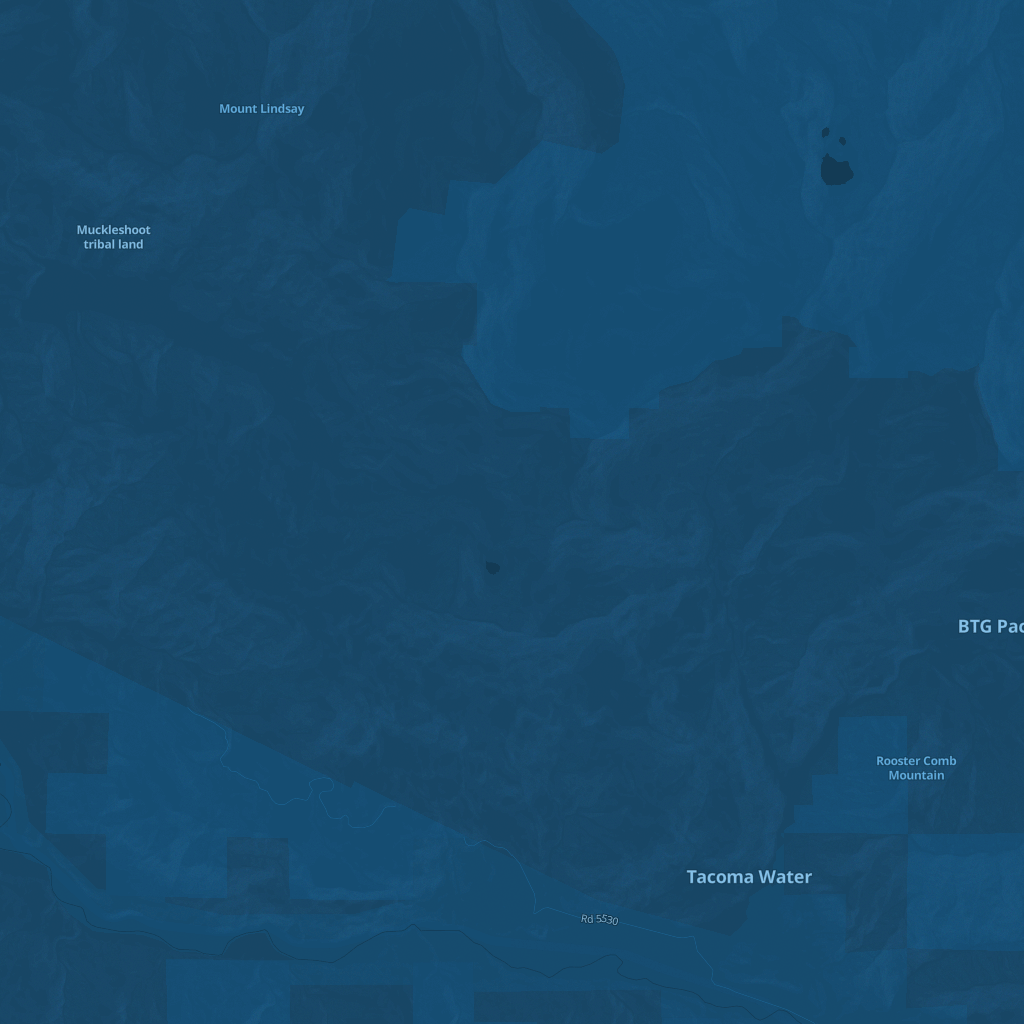 Mount Lindsay
Muckleshoot
tribal land
BTG Pac
Rooster Comb
Mountain
Tacoma Water
Rd 5530